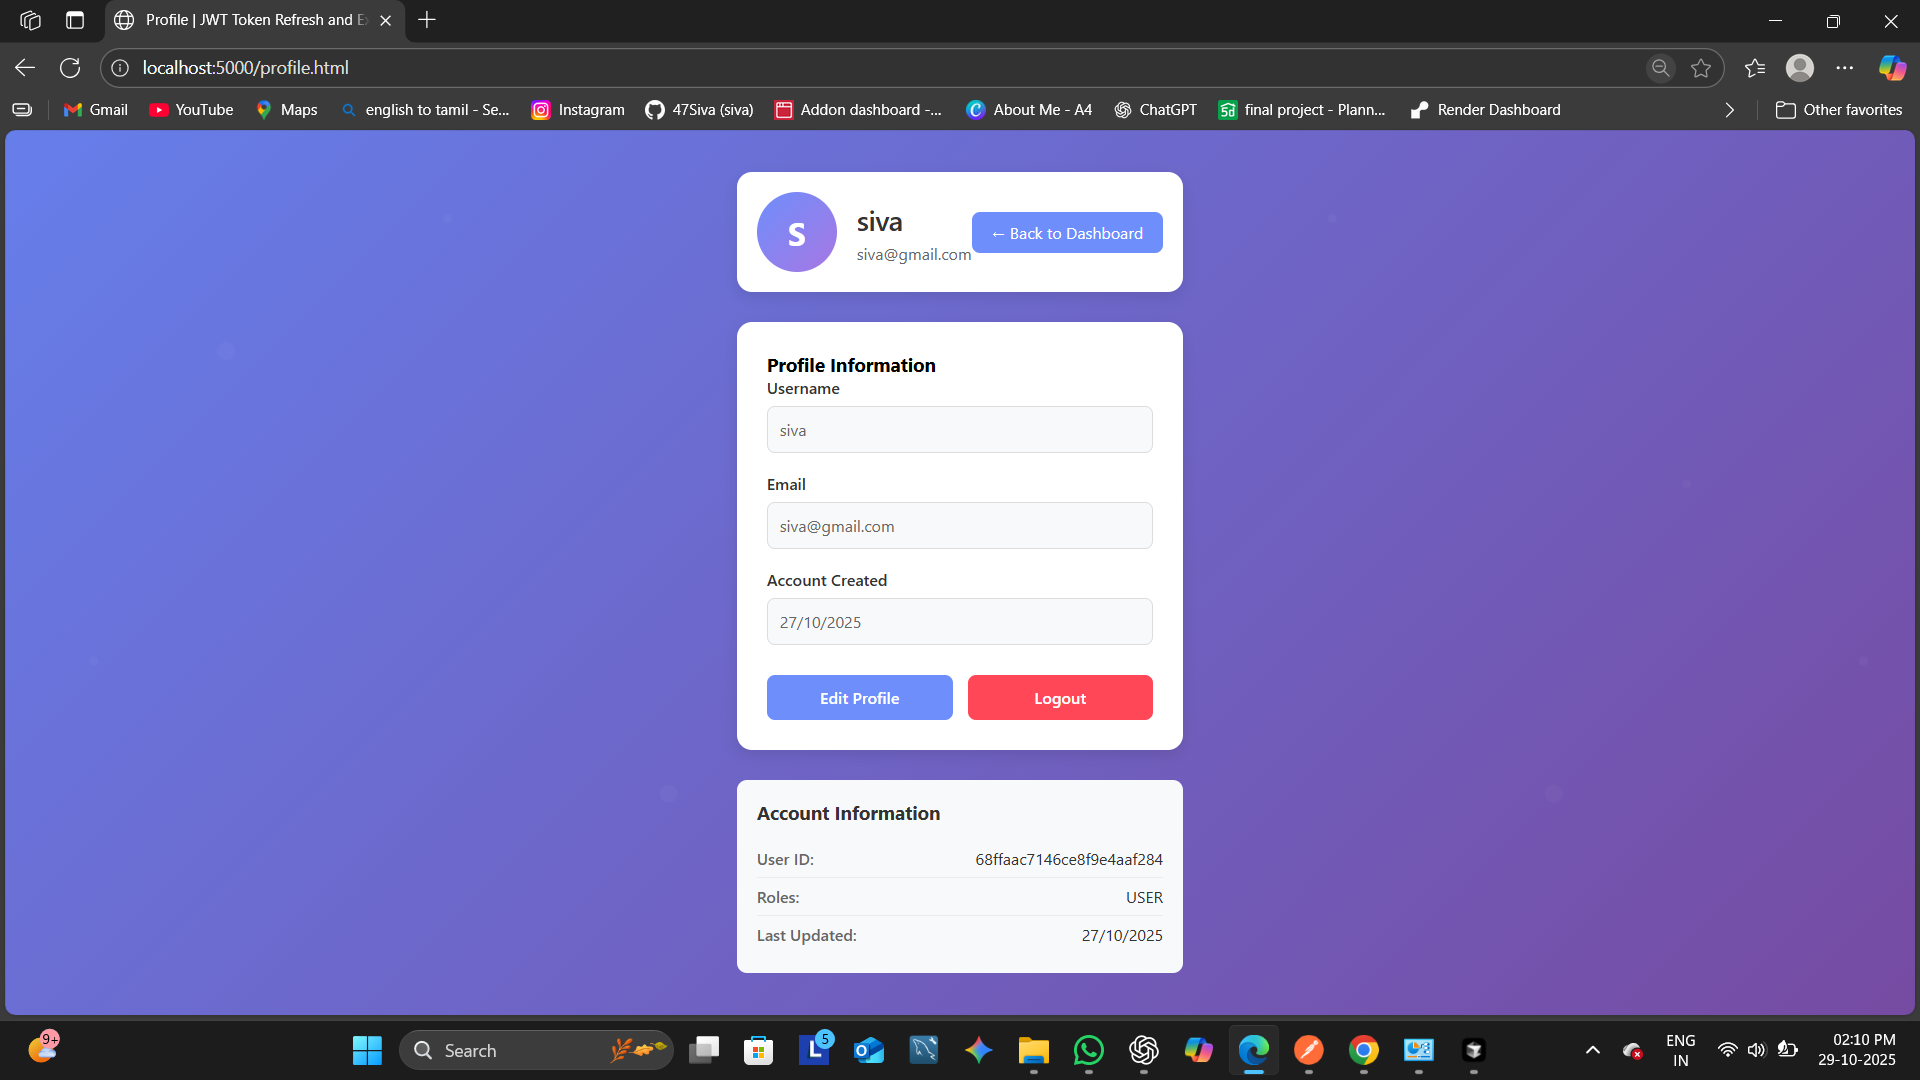 Profile | JWT Token Refresh and Ex
localhost:5000/profile.html
Gmail
YouTube
Maps
english to tamil - Se...
Instagram
47Siva (siva)
Addon dashboard -...
About Me - A4
ChatGPT
final project - Plann...
Render Dashboard
Other favorites
s
siva
siva@gmail.com
← Back to Dashboard
Profile Information
Username
siva
Email
siva@gmail.com
Account Created
27/10/2025
Edit Profile
Logout
Account Information
User ID: 68ffaac7146ce8f9e4aaf284
Roles: USER
Last Updated: 27/10/2025
9+
Search
5
ENG
IN
02:10 PM
29-10-2025